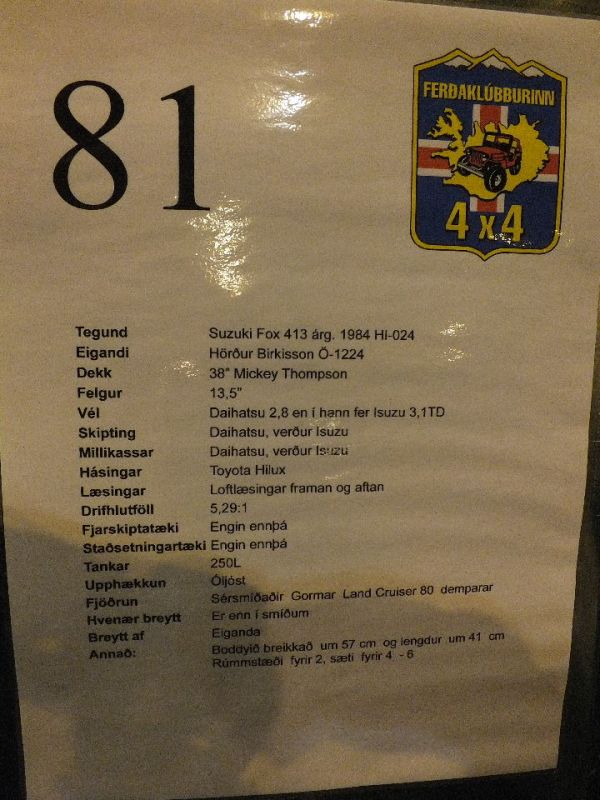 81
FERÐAKLÚBBURINN
4x4
Tegund Suzuki Fox 413 árg. 1984 Hi-024
Eigandi Hörður Birkisson Ö-1224
Dekk 38" Mickey Thompson
Felgur 13,5"
Vél Daihatsu 2,8 en í hann fer Isuzu 3,1TD
Skipting Daihatsu, verður Isuzu
Millikassar Daihatsu, verður Isuzu
Hásingar Toyota Hilux
Læsingar Loftlæsingar framan og aftan
Drifhlutföll 5,29:1
Fjarskiptatæki Engin ennþá
Staðsetningartæki Engin ennþá
Tankar 250L
Upphækkun Óljóst
Fjöðrun Sérsmíðaðir Gormar Land Cruiser 80 demparar
Hvenær breytt Er enn í smíðum
Breytt af Eiganda
Annað: Boddyið breikkað um 57 cm og lengdur um 41 cm
Rúmmstæði fyrir 2, sæti fyrir 4 - 6